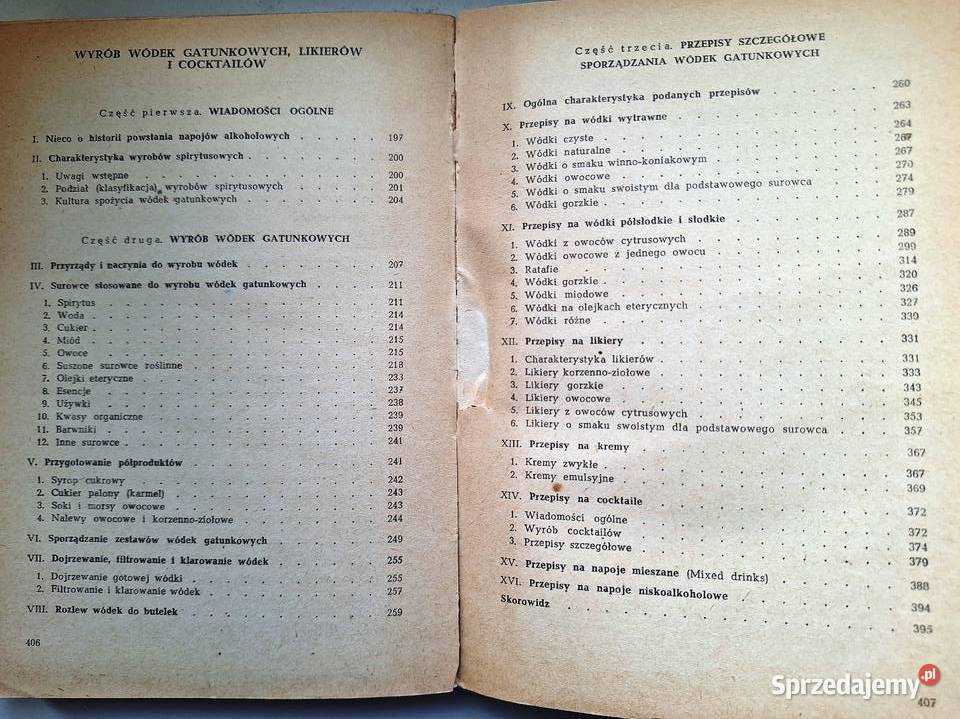 WYRÓB WÓDEK GATUNKOWYCH, LIKIERÓW
I COCKTAILÓW
Część pierwsza. WIADOMOŚCI OGÓLNE
I. Nieco o historii powstania napojów alkoholowych . . . . . . 197
II. Charakterystyka wyrobów spirytusowych . . . . . . . . 200
1. Uwagi wstępne . . . . . . . . 200
2. Podział (klasyfikacja) wyrobów spirytusowych . . . . . . 201
3. Kultura spożycia wódek gatunkowych . . . . . . . . 204
Część druga. WYRÓB WÓDEK GATUNKOWYCH
III. Przyrządy i naczynia do wyrobu wódek . . . . . . . . 207
IV. Surowce stosowane do wyrobu wódek gatunkowych . . . . . 211
1. Spirytus . . . . . . . . 211
2. Woda . . . . . . . . 214
3. Cukier . . . . . . . . 214
4. Miód . . . . . . . . 215
5. Owoce . . . . . . . . 215
6. Suszone surowce roślinne . . . . . . . . 218
7. Olejki eteryczne . . . . . . . . 233
8. Esencje . . . . . . . . 237
9. Używki . . . . . . . . 238
10. Kwasy organiczne . . . . . . . . 239
11. Barwniki . . . . . . . . 239
12. Inne surowce . . . . . . . . 241
V. Przygotowanie półproduktów . . . . . . . . 241
1. Syrop cukrowy . . . . . . . . 242
2. Cukier palony (karmel) . . . . . . . . 243
3. Soki i morsy owocowe . . . . . . . . 243
4. Nalewy owocowe i korzenno-ziołowe . . . . . . . . 244
VI. Sporządzanie zestawów wódek gatunkowych . . . . . . 249
VII. Dojrzewanie, filtrowanie i klarowanie wódek . . . . . . 255
1. Dojrzewanie gotowej wódki . . . . . . . . 255
2. Filtrowanie i klarowanie wódek . . . . . . . . 257
VIII. Rozlew wódek do butelek . . . . . . . . 259
406
Część trzecia. PRZEPISY SZCZEGÓŁOWE
SPORZĄDZANIA WÓDEK GATUNKOWYCH
IX. Ogólna charakterystyka podanych przepisów . . . . . . 260
X. Przepisy na wódki wytrawne . . . . . . . . 263
1. Wódki czyste . . . . . . . . 264
2. Wódki naturalne . . . . . . . . 267
3. Wódki o smaku winno-koniakowym . . . . . . . . 267
4. Wódki owocowe . . . . . . . . 270
5. Wódki o smaku swoistym dla podstawowego surowca . . . . 274
6. Wódki gorzkie . . . . . . . . 279
XI. Przepisy na wódki półsłodkie i słodkie . . . . . . . . 287
1. Wódki z owoców cytrusowych . . . . . . . . 289
2. Wódki owocowe z jednego owocu . . . . . . . . 299
3. Ratafie . . . . . . . . 314
4. Wódki gorzkie . . . . . . . . 320
5. Wódki miodowe . . . . . . . . 326
6. Wódki na olejkach eterycznych . . . . . . . . 327
7. Wódki różne . . . . . . . . 330
XII. Przepisy na likiery . . . . . . . . 331
1. Charakterystyka likierów . . . . . . . . 331
2. Likiery korzenno-ziołowe . . . . . . . . 333
3. Likiery gorzkie . . . . . . . . 343
4. Likiery owocowe . . . . . . . . 345
5. Likiery z owoców cytrusowych . . . . . . . . 353
6. Likiery o smaku swoistym dla podstawowego surowca . . . 357
XIII. Przepisy na kremy . . . . . . . . 367
1. Kremy zwykłe . . . . . . . . 367
2. Kremy emulsyjne . . . . . . . . 369
XIV. Przepisy na cocktaile . . . . . . . . 372
1. Wiadomości ogólne . . . . . . . . 372
2. Wyrób cocktailów . . . . . . . . 374
3. Przepisy szczegółowe . . . . . . . . 379
XV. Przepisy na napoje mieszane (Mixed drinks) . . . . . . 388
XVI. Przepisy na napoje niskoalkoholowe . . . . . . . . 394
Skorowidz . . . . . . . . 395
407
Sprzedajemy.pl